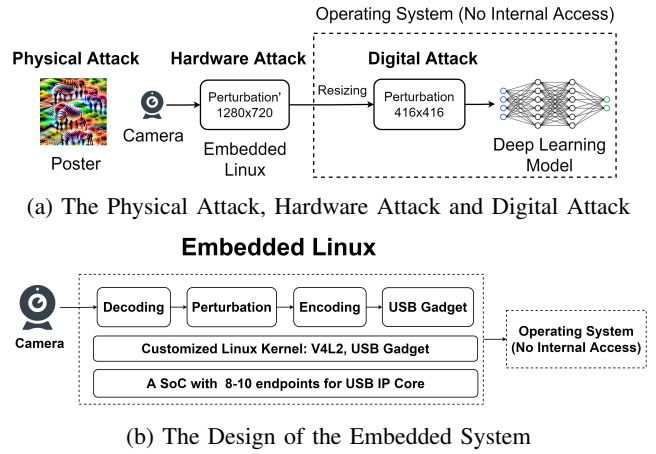 Operating System (No Internal Access)
Physical Attack
Hardware Attack
Digital Attack
Poster
Camera
Perturbation'
1280x720
Embedded
Linux
Resizing
Perturbation
416x416
Deep Learning
Model
(a) The Physical Attack, Hardware Attack and Digital Attack
Embedded Linux
Camera
Decoding
Perturbation
Encoding
USB Gadget
Customized Linux Kernel: V4L2, USB Gadget
A SoC with 8-10 endpoints for USB IP Core
Operating System
(No Internal Access)
(b) The Design of the Embedded System